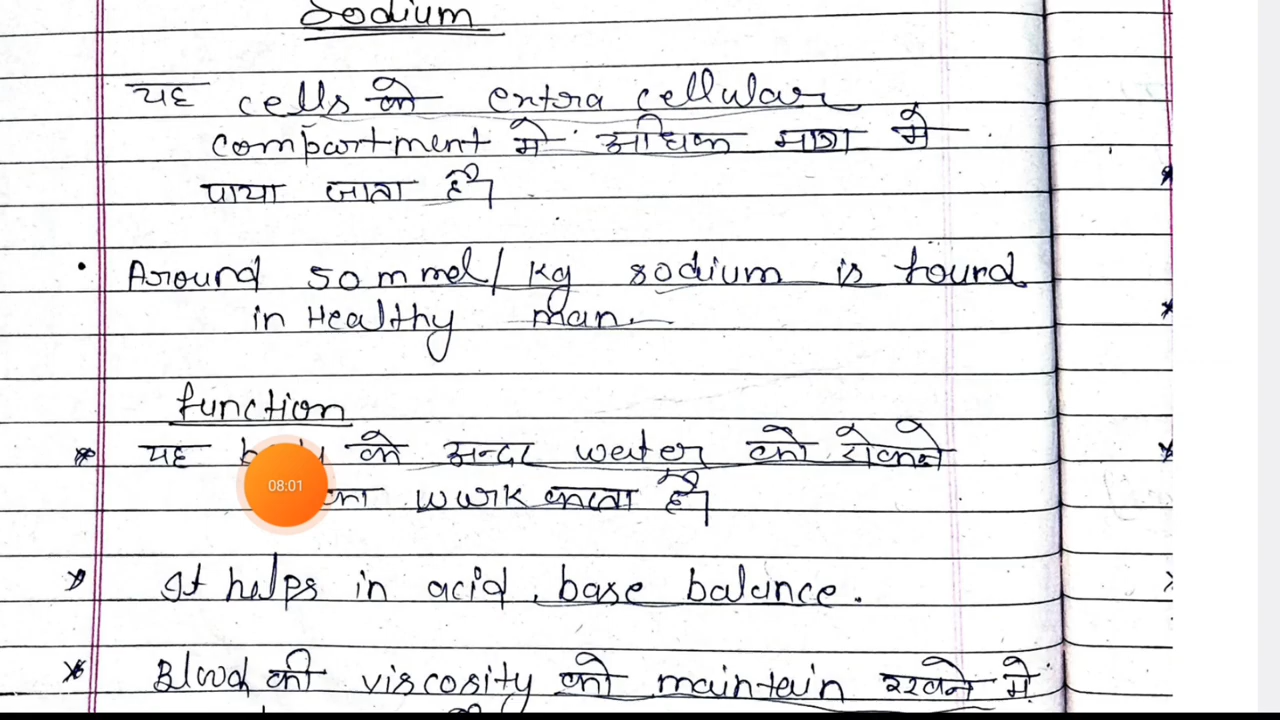 Sodium
यह cells के extra cellular
compartment में अधिक मात्रा में
पाया जाता है।
Around 50 m mol/kg sodium is found
in Healthy man.
function
यह के अन्दर water को रोकने
का work करता है।
08:01
It helps in acid base balance.
Blood की viscosity को maintain रखने में